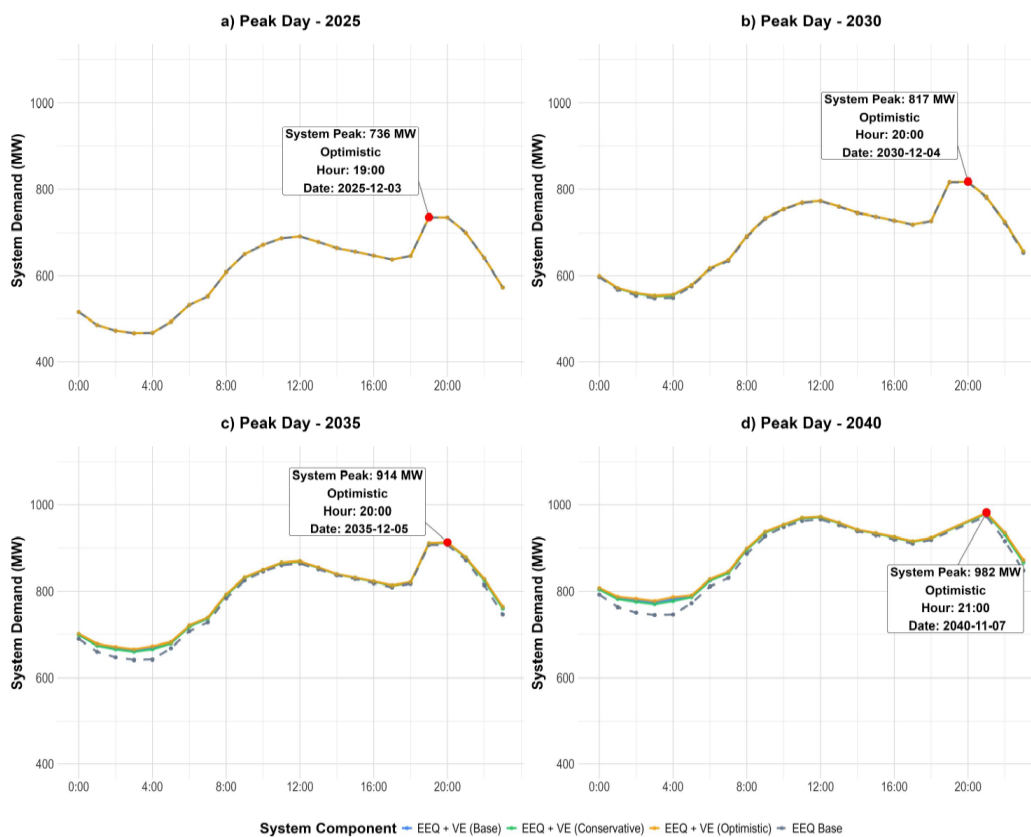 a) Peak Day - 2025
System Demand (MW)
1000
800
600
400
System Peak: 736 MW
Optimistic
Hour: 19:00
Date: 2025-12-03
0:00 4:00 8:00 12:00 16:00 20:00
b) Peak Day - 2030
System Demand (MW)
1000
800
600
400
System Peak: 817 MW
Optimistic
Hour: 20:00
Date: 2030-12-04
0:00 4:00 8:00 12:00 16:00 20:00
c) Peak Day - 2035
System Demand (MW)
1000
800
600
400
System Peak: 914 MW
Optimistic
Hour: 20:00
Date: 2035-12-05
0:00 4:00 8:00 12:00 16:00 20:00
d) Peak Day - 2040
System Demand (MW)
1000
800
600
400
System Peak: 982 MW
Optimistic
Hour: 21:00
Date: 2040-11-07
0:00 4:00 8:00 12:00 16:00 20:00
System Component EEQ + VE (Base) EEQ + VE (Conservative) EEQ + VE (Optimistic) EEQ Base